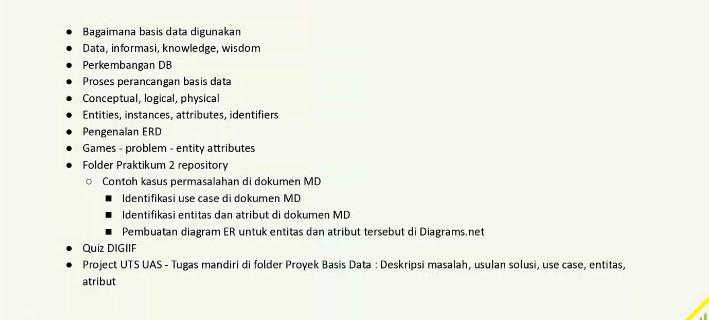 ● Bagaimana basis data digunakan
● Data, informasi, knowledge, wisdom
● Perkembangan DB
● Proses perancangan basis data
● Conceptual, logical, physical
● Entities, instances, attributes, identifiers
● Pengenalan ERD
● Games - problem - entity attributes
● Folder Praktikum 2 repository
○ Contoh kasus permasalahan di dokumen MD
■ Identifikasi use case di dokumen MD
■ Identifikasi entitas dan atribut di dokumen MD
■ Pembuatan diagram ER untuk entitas dan atribut tersebut di Diagrams.net
● Quiz DIGIIF
● Project UTS UAS - Tugas mandiri di folder Proyek Basis Data : Deskripsi masalah, usulan solusi, use case, entitas,
atribut